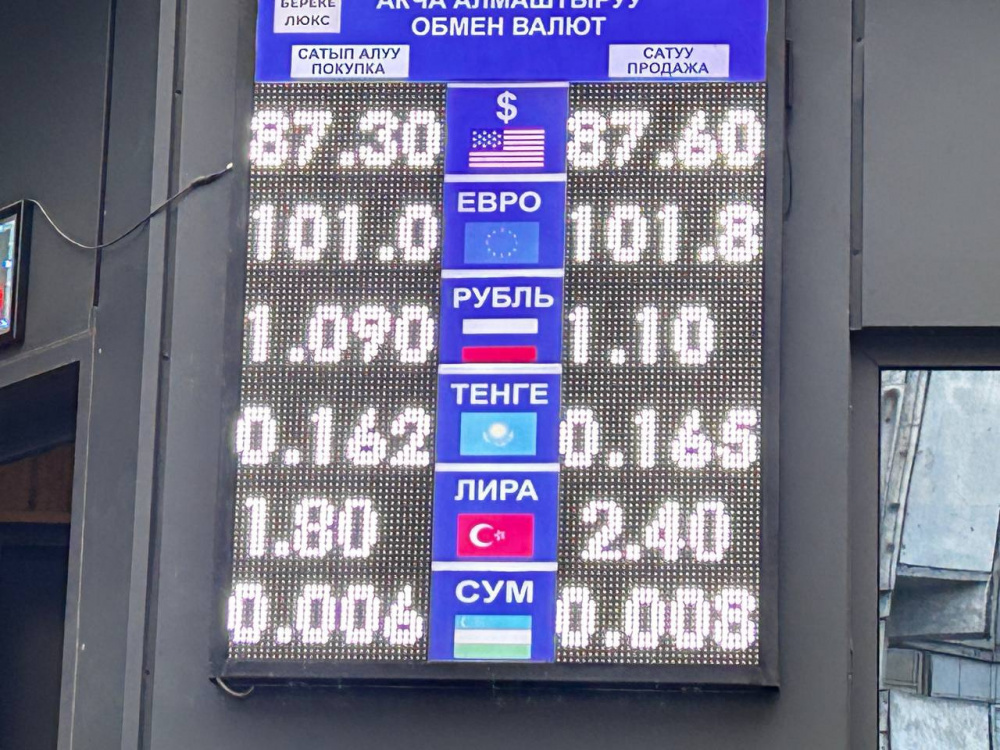 БЕРЕКЕ
ЛЮКС
АКЧА АЛМАШТЫРУУ
ОБМЕН ВАЛЮТ
САТЫП АЛУУ
ПОКУПКА
САТУУ
ПРОДАЖА
87.30 $ 87.60
101.0 ЕВРО 101.8
1.090 РУБЛЬ 1.10
0.162 ТЕНГЕ 0.165
1.80 ЛИРА 2.40
0.006 СУМ 0.008